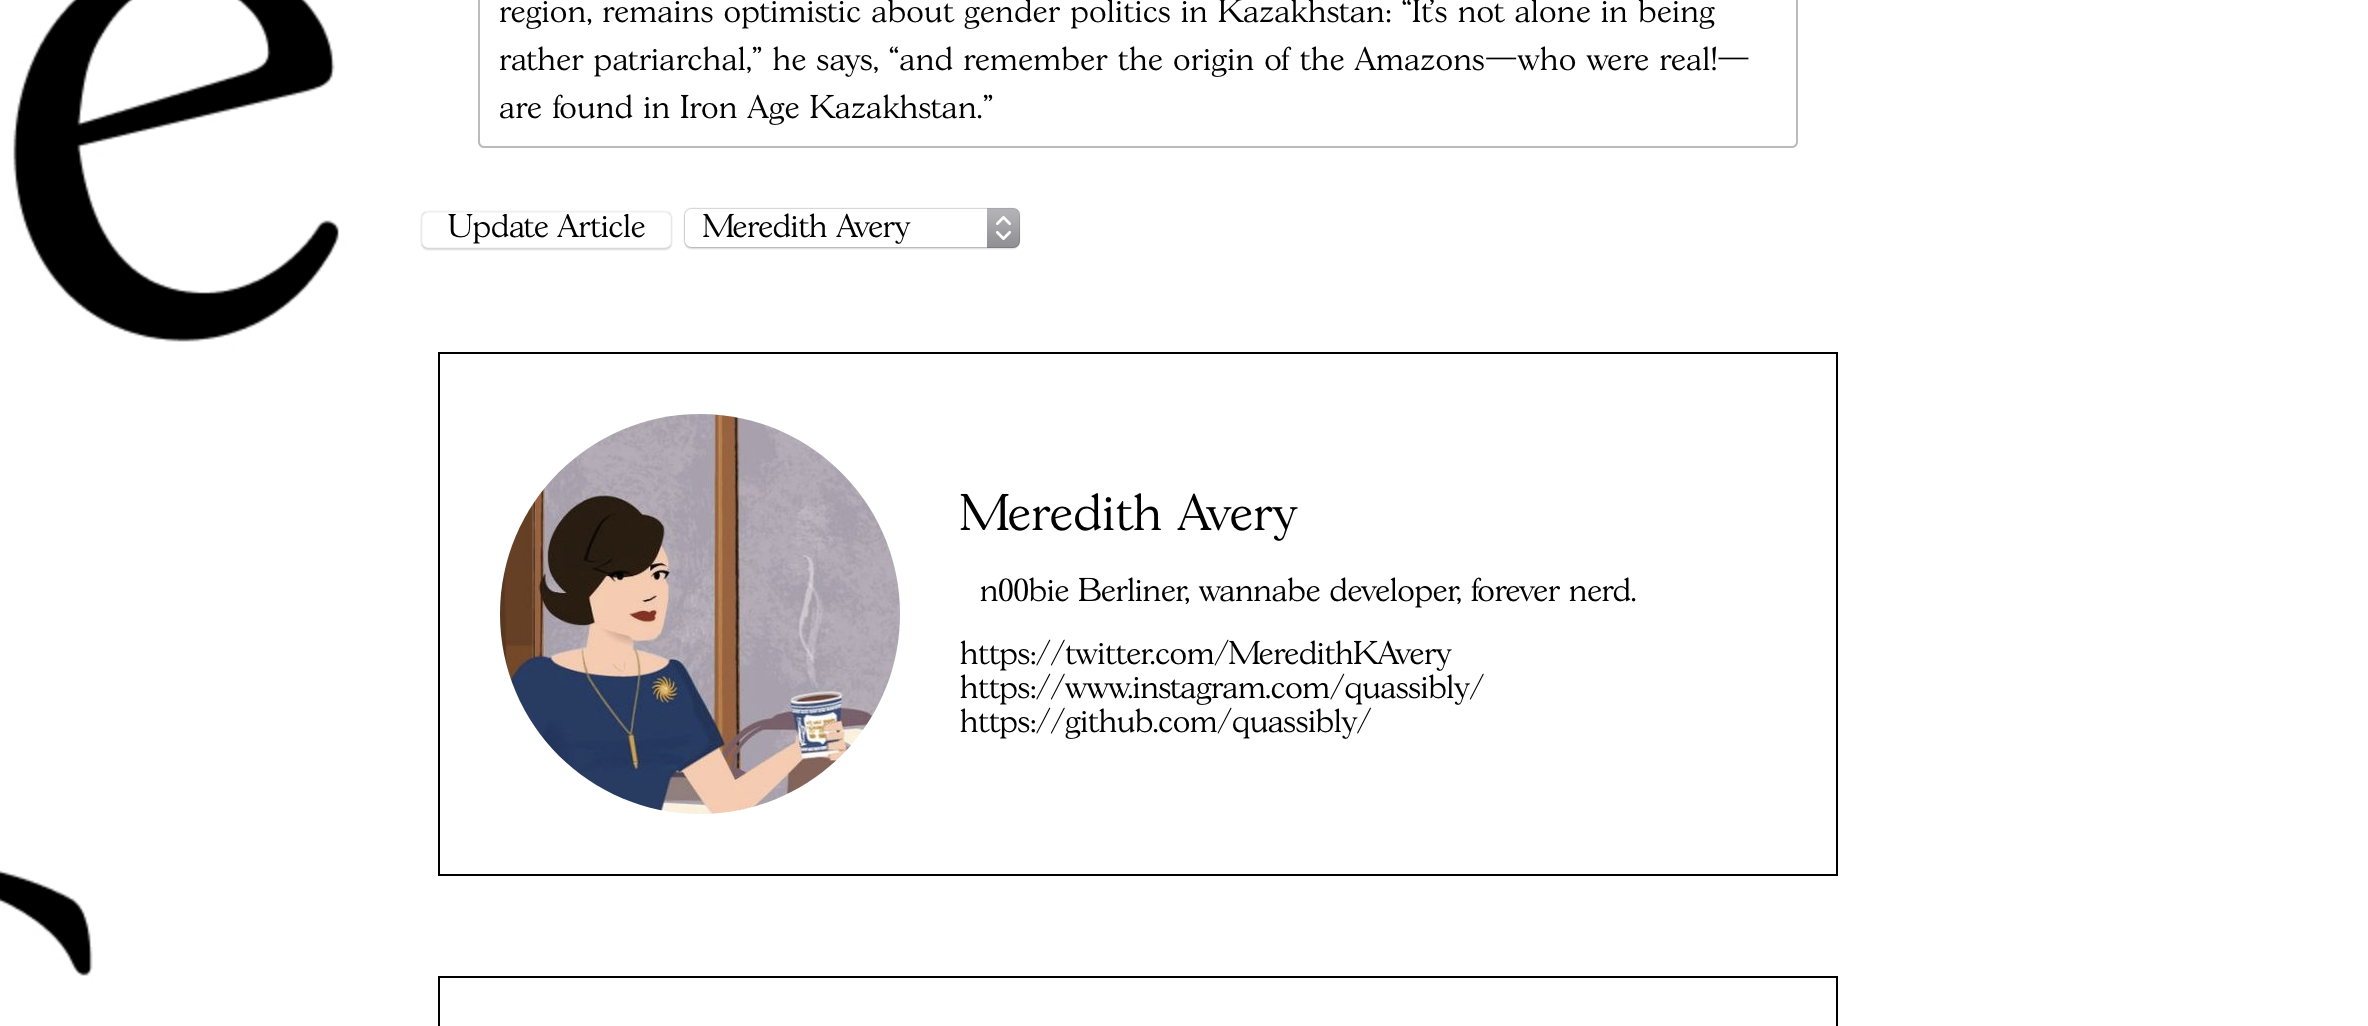 region, remains optimistic about gender politics in Kazakhstan: “It’s not alone in being
rather patriarchal,” he says, “and remember the origin of the Amazons—who were real!—
are found in Iron Age Kazakhstan.”
Update Article
Meredith Avery
Meredith Avery
n00bie Berliner, wannabe developer, forever nerd.
https://twitter.com/MeredithKAvery
https://www.instagram.com/quassibly/
https://github.com/quassibly/
e